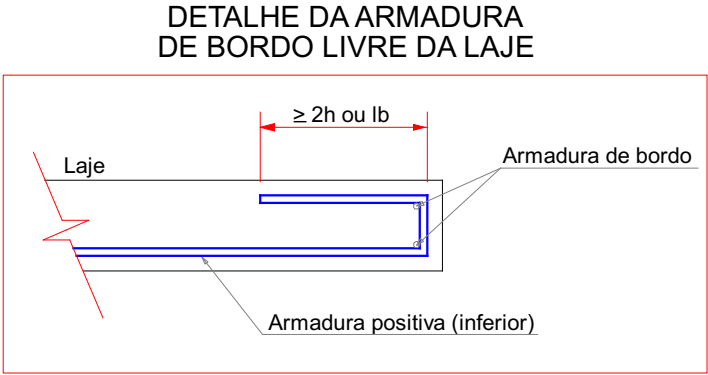 DETALHE DA ARMADURA
DE BORDO LIVRE DA LAJE
≥ 2h ou lb
Laje
Armadura de bordo
Armadura positiva (inferior)